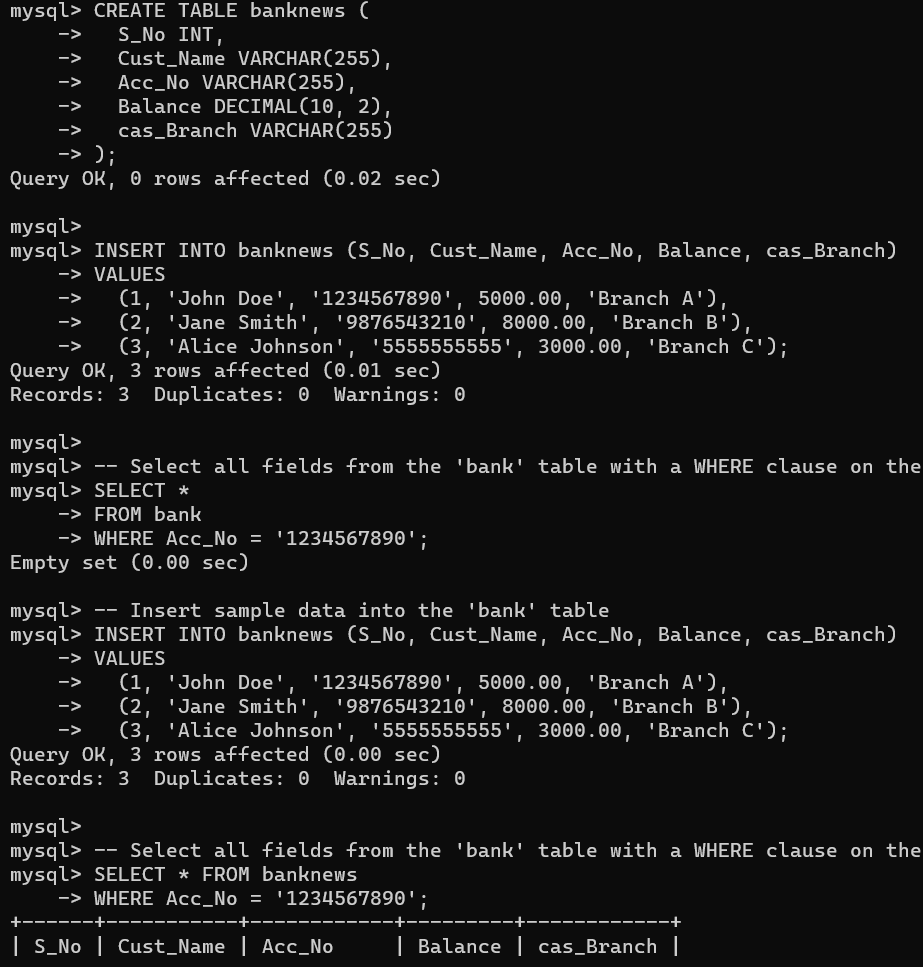 mysql> CREATE TABLE banknews (
    ->   S_No INT,
    ->   Cust_Name VARCHAR(255),
    ->   Acc_No VARCHAR(255),
    ->   Balance DECIMAL(10, 2),
    ->   cas_Branch VARCHAR(255)
    -> );
Query OK, 0 rows affected (0.02 sec)

mysql>
mysql> INSERT INTO banknews (S_No, Cust_Name, Acc_No, Balance, cas_Branch)
    -> VALUES
    ->   (1, 'John Doe', '1234567890', 5000.00, 'Branch A'),
    ->   (2, 'Jane Smith', '9876543210', 8000.00, 'Branch B'),
    ->   (3, 'Alice Johnson', '5555555555', 3000.00, 'Branch C');
Query OK, 3 rows affected (0.01 sec)
Records: 3  Duplicates: 0  Warnings: 0

mysql>
mysql> -- Select all fields from the 'bank' table with a WHERE clause on the
mysql> SELECT *
    -> FROM bank
    -> WHERE Acc_No = '1234567890';
Empty set (0.00 sec)

mysql> -- Insert sample data into the 'bank' table
mysql> INSERT INTO banknews (S_No, Cust_Name, Acc_No, Balance, cas_Branch)
    -> VALUES
    ->   (1, 'John Doe', '1234567890', 5000.00, 'Branch A'),
    ->   (2, 'Jane Smith', '9876543210', 8000.00, 'Branch B'),
    ->   (3, 'Alice Johnson', '5555555555', 3000.00, 'Branch C');
Query OK, 3 rows affected (0.00 sec)
Records: 3  Duplicates: 0  Warnings: 0

mysql>
mysql> -- Select all fields from the 'bank' table with a WHERE clause on the
mysql> SELECT * FROM banknews
    -> WHERE Acc_No = '1234567890';
+------+-----------+------------+---------+------------+
| S_No | Cust_Name | Acc_No     | Balance | cas_Branch |